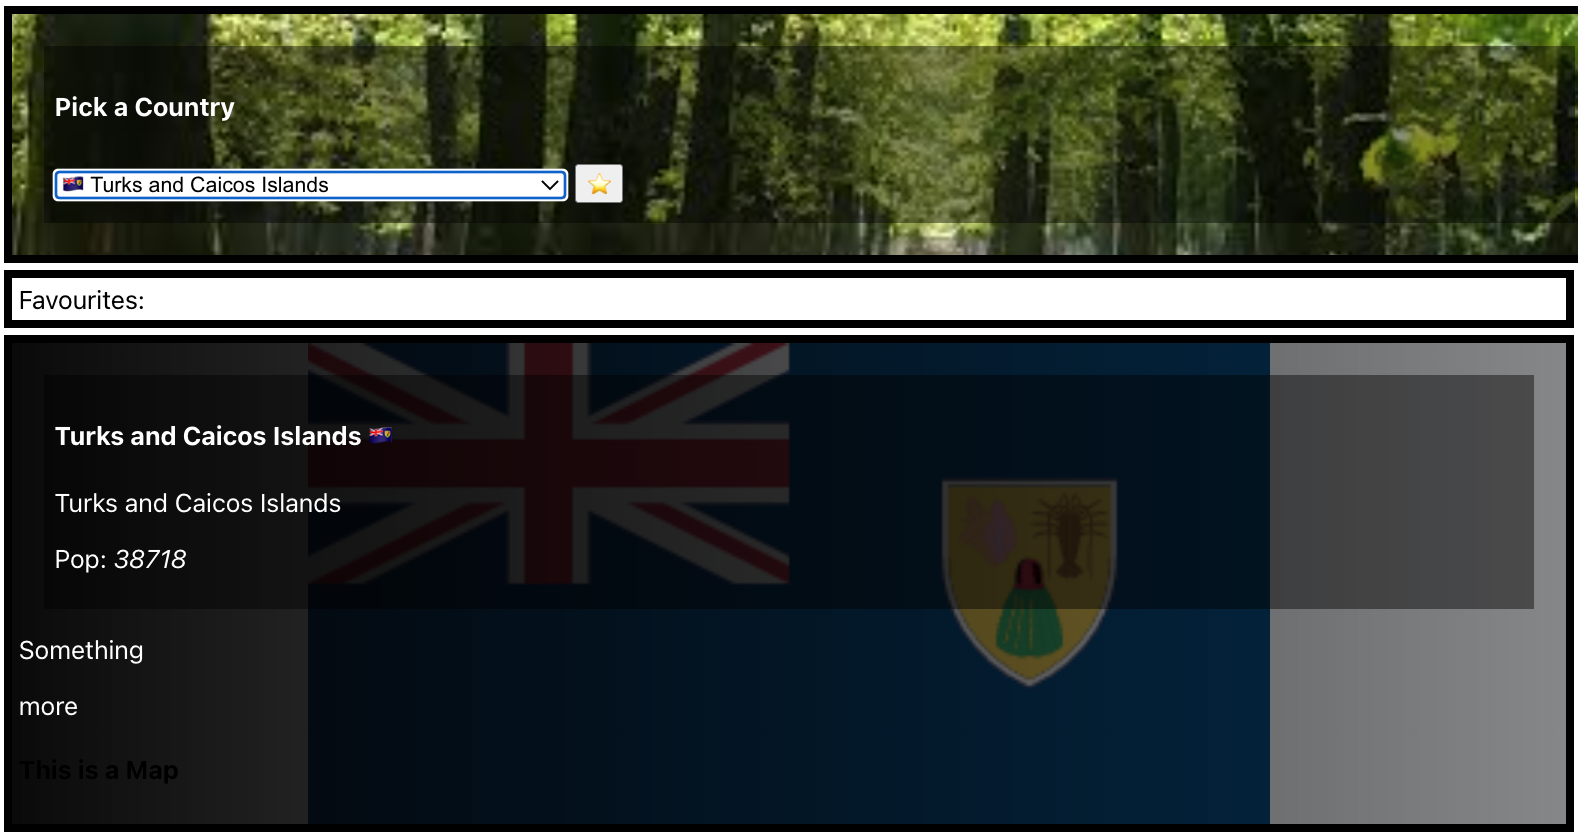 Pick a Country
🇹🇨 Turks and Caicos Islands ⭐
Favourites:
Turks and Caicos Islands 🇹🇨
Turks and Caicos Islands
Pop: 38718
Something
more
This is a Map